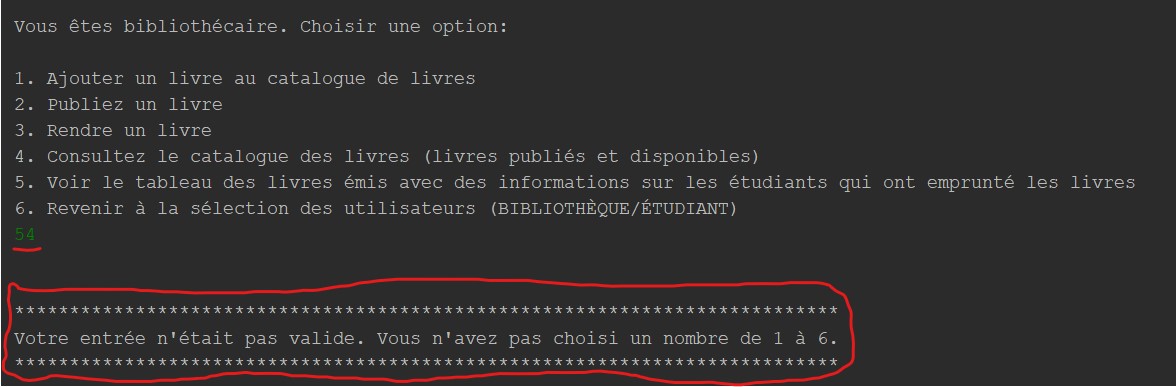 Vous êtes bibliothécaire. Choisir une option:
1. Ajouter un livre au catalogue de livres
2. Publiez un livre
3. Rendre un livre
4. Consultez le catalogue des livres (livres publiés et disponibles)
5. Voir le tableau des livres émis avec des informations sur les étudiants qui ont emprunté les livres
6. Revenir à la sélection des utilisateurs (BIBLIOTHÈQUE/ÉTUDIANT)
54
***************************************************************************
Votre entrée n'était pas valide. Vous n'avez pas choisi un nombre de 1 à 6.
***************************************************************************